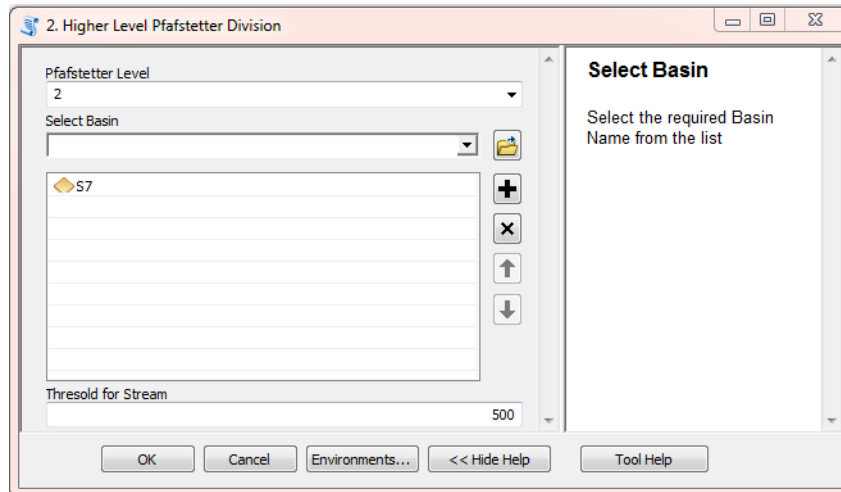 2. Higher Level Pfafstetter Division
Pfafstetter Level
2
Select Basin
S7
Thresold for Stream
500
Select Basin
Select the required Basin
Name from the list
OK
Cancel
Environments...
<< Hide Help
Tool Help